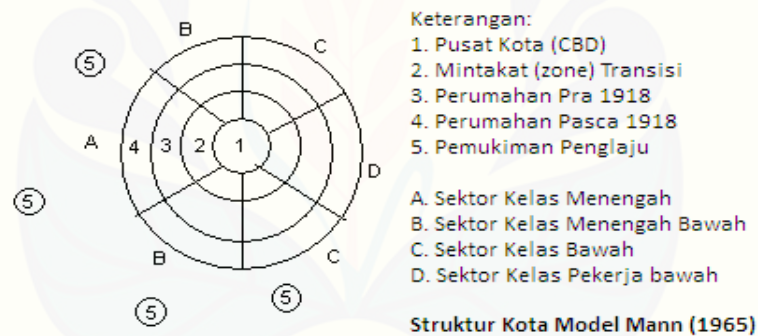 B
C
5
A
4 3 2 1
D
5
B
C
5
5
Keterangan:
1. Pusat Kota (CBD)
2. Mintakat (zone) Transisi
3. Perumahan Pra 1918
4. Perumahan Pasca 1918
5. Pemukiman Penglaju
A. Sektor Kelas Menengah
B. Sektor Kelas Menengah Bawah
C. Sektor Kelas Bawah
D. Sektor Kelas Pekerja bawah
Struktur Kota Model Mann (1965)